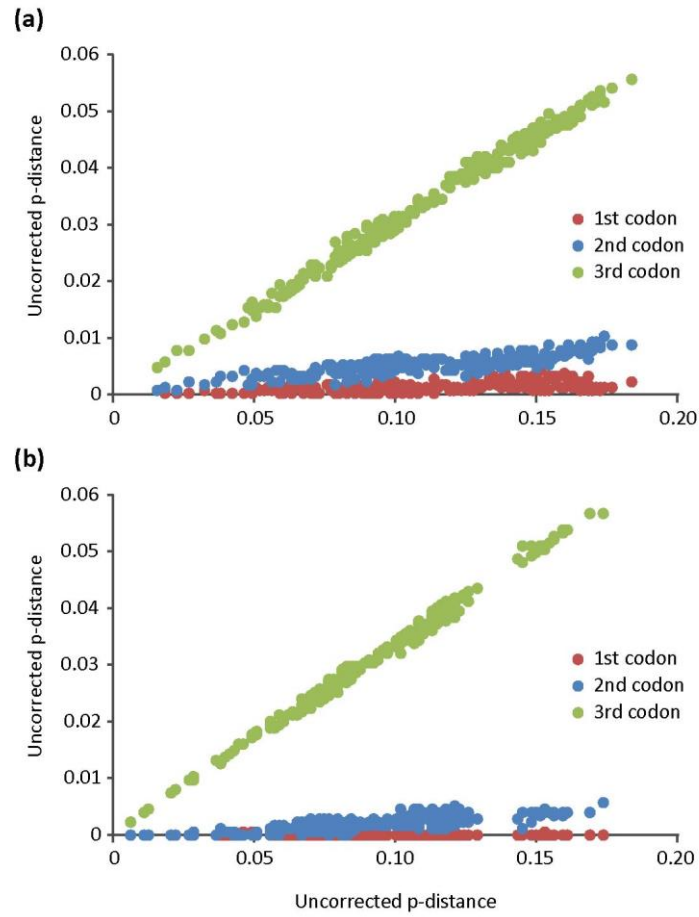 (a)
0.06
0.05
0.04
0.03
0.02
0.01
0
Uncorrected p-distance
1st codon
2nd codon
3rd codon
0 0.05 0.10 0.15 0.20
(b)
0.06
0.05
0.04
0.03
0.02
0.01
0
Uncorrected p-distance
1st codon
2nd codon
3rd codon
0 0.05 0.10 0.15 0.20
Uncorrected p-distance